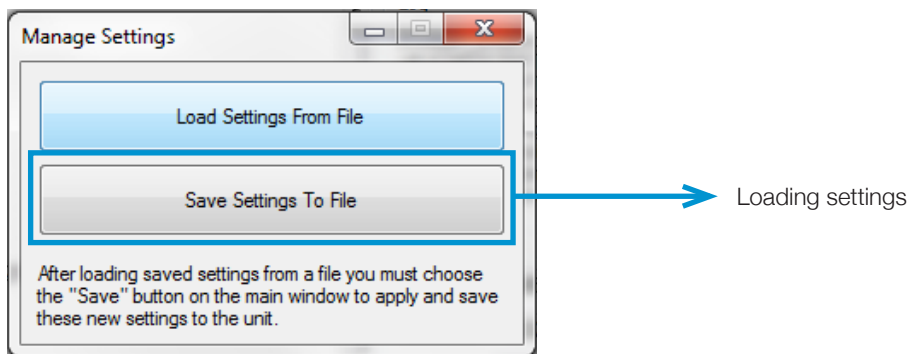 Manage Settings
Load Settings From File
Save Settings To File
Loading settings
After loading saved settings from a file you must choose
the "Save" button on the main window to apply and save
these new settings to the unit.